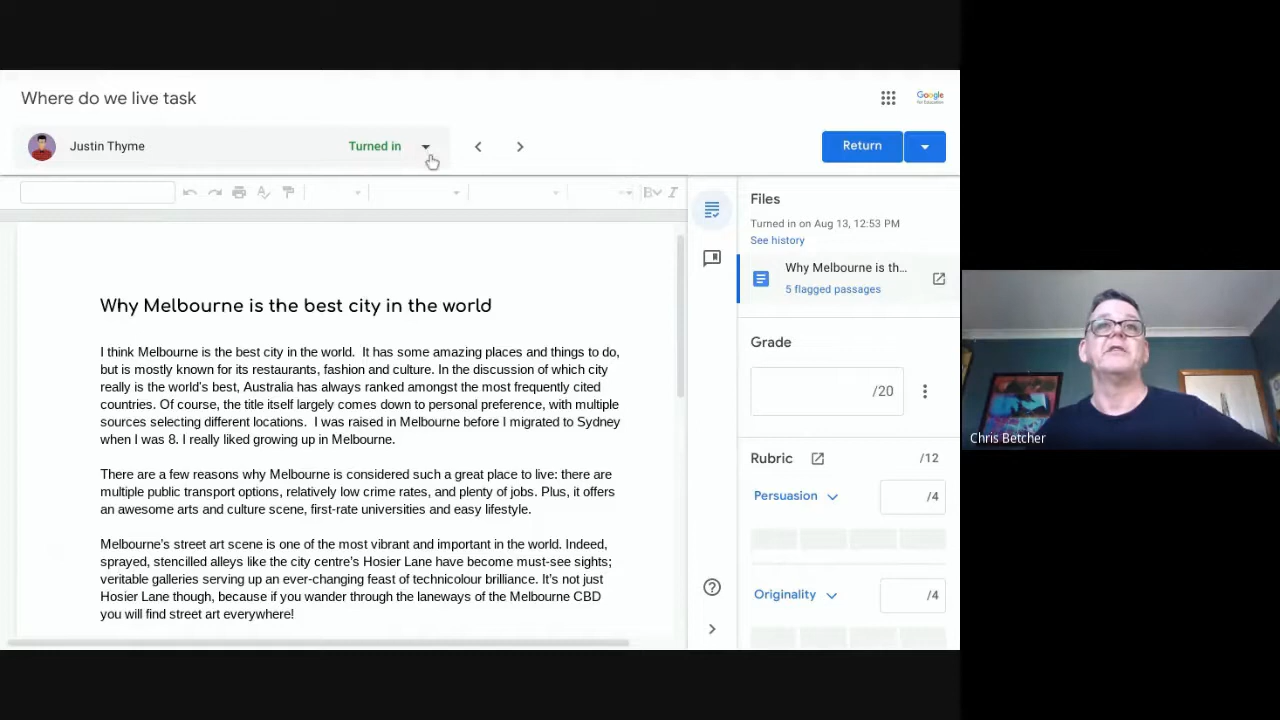 Where do we live task
Google
for Education
Justin Thyme
Turned in
Return
Files
Turned in on Aug 13, 12:53 PM
See history
Why Melbourne is th...
5 flagged passages
Grade
/20
Rubric
/12
Persuasion
/4
Originality
/4
Why Melbourne is the best city in the world
I think Melbourne is the best city in the world.  It has some amazing places and things to do,
but is mostly known for its restaurants, fashion and culture. In the discussion of which city
really is the world's best, Australia has always ranked amongst the most frequently cited
countries. Of course, the title itself largely comes down to personal preference, with multiple
sources selecting different locations.  I was raised in Melbourne before I migrated to Sydney
when I was 8. I really liked growing up in Melbourne.
There are a few reasons why Melbourne is considered such a great place to live: there are
multiple public transport options, relatively low crime rates, and plenty of jobs. Plus, it offers
an awesome arts and culture scene, first-rate universities and easy lifestyle.
Melbourne's street art scene is one of the most vibrant and important in the world. Indeed,
sprayed, stencilled alleys like the city centre's Hosier Lane have become must-see sights;
veritable galleries serving up an ever-changing feast of technicolour brilliance. It's not just
Hosier Lane though, because if you wander through the laneways of the Melbourne CBD
you will find street art everywhere!
Chris Betcher